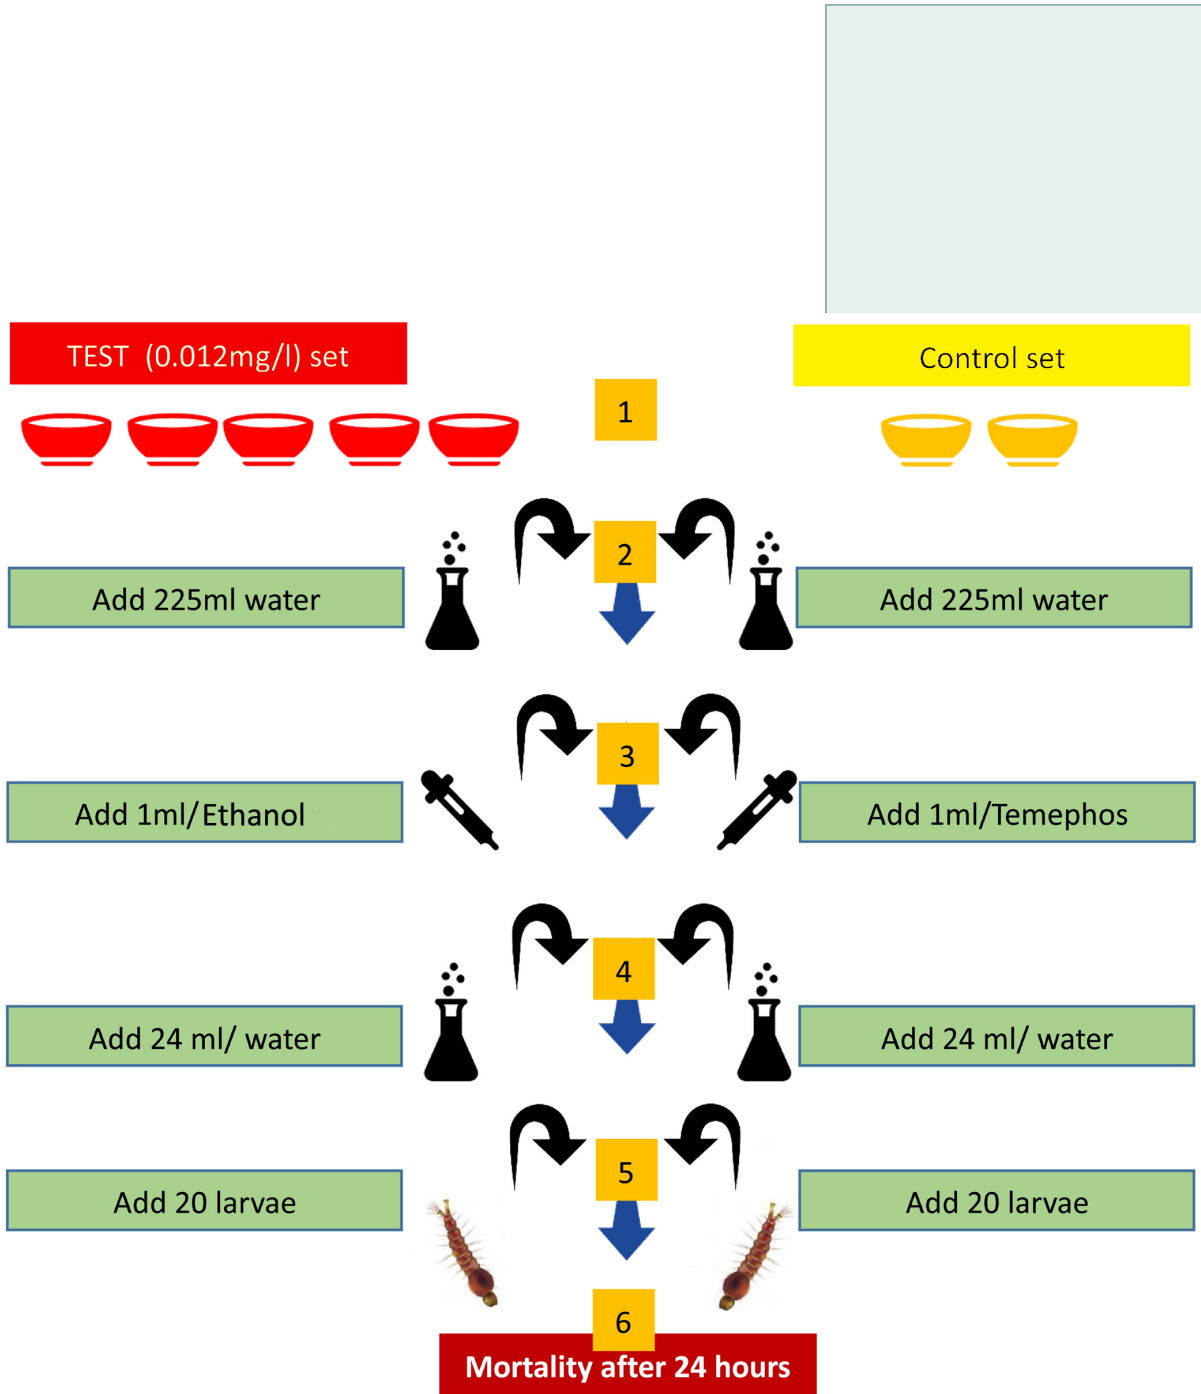 TEST (0.012mg/l) set
Control set
1
2
Add 225ml water
Add 225ml water
3
Add 1ml/Ethanol
Add 1ml/Temephos
4
Add 24 ml/ water
Add 24 ml/ water
5
Add 20 larvae
Add 20 larvae
6
Mortality after 24 hours